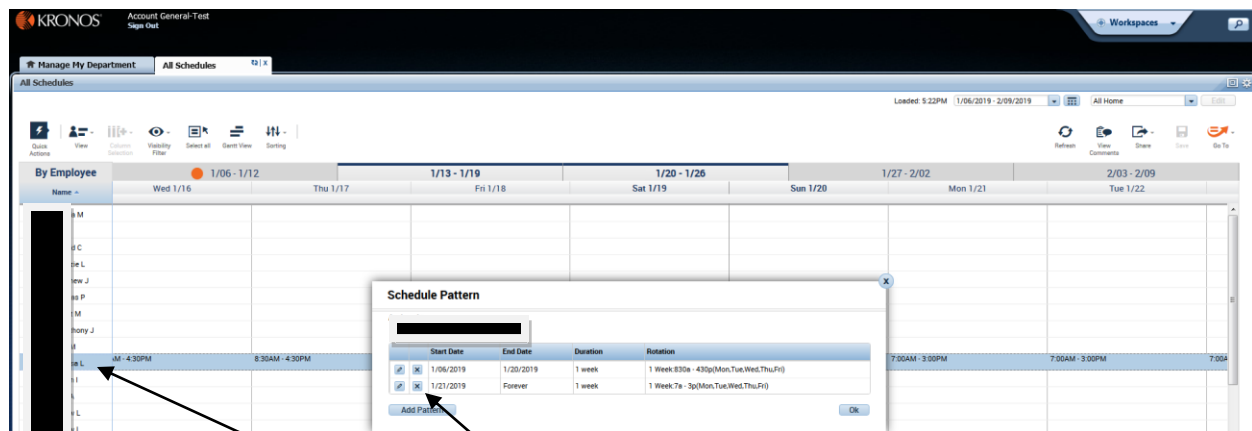 KRONOS
Account General-Test
Sign Out
Workspaces
Manage My Department
All Schedules
x
All Schedules
Loaded: 5:22PM 1/06/2019 - 2/09/2019 All Home Edit
Quick Actions
View
Column Selection
Visibility Filter
Select all
Gantt View
Sorting
Refresh
View Comments
Share
Save
Go To
By Employee 1/06 - 1/12 1/13 - 1/19 1/20 - 1/26 1/27 - 2/02 2/03 - 2/09
Name Wed 1/16 Thu 1/17 Fri 1/18 Sat 1/19 Sun 1/20 Mon 1/21 Tue 1/22
M
d C
ie L
ew J
as P
M
thony J
L
- 4:30PM 8:30AM - 4:30PM 7:00AM - 3:00PM 7:00AM - 3:00PM 7:00A
L
x
Schedule Pattern
Start Date End Date Duration Rotation
x 1/06/2019 1/20/2019 1 week 1 Week:830a - 430p(Mon,Tue,Wed,Thu,Fri)
x 1/21/2019 Forever 1 week 1 Week:7a - 3p(Mon,Tue,Wed,Thu,Fri)
Add Pattern Ok